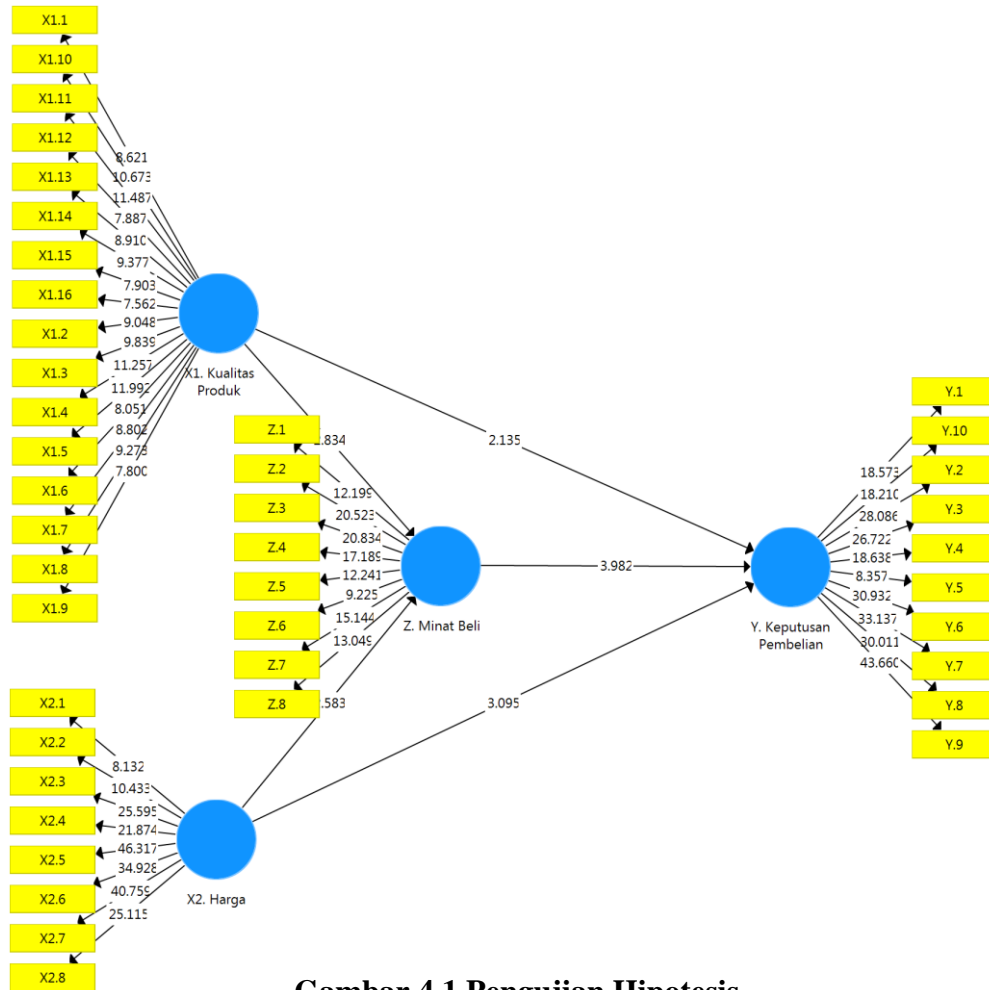 X1.1
X1.10
X1.11
X1.12
X1.13
X1.14
X1.15
X1.16
X1.2
X1.3
X1.4
X1.5
X1.6
X1.7
X1.8
X1.9
8.621
10.673
11.487
7.887
8.910
9.377
7.903
7.562
9.048
9.839
11.257
11.992
8.051
8.802
9.273
7.800
X1. Kualitas
Produk
2.135
.834
Z.1
Z.2
Z.3
Z.4
Z.5
Z.6
Z.7
Z.8
12.199
20.523
20.834
17.189
12.241
9.225
15.144
13.049
Z. Minat Beli
3.982
.583
3.095
Y. Keputusan
Pembelian
18.573
18.210
28.086
26.722
18.638
8.357
30.932
33.137
30.011
43.660
Y.1
Y.10
Y.2
Y.3
Y.4
Y.5
Y.6
Y.7
Y.8
Y.9
X2.1
X2.2
X2.3
X2.4
X2.5
X2.6
X2.7
X2.8
8.132
10.433
25.595
21.874
46.317
34.928
40.759
25.115
X2. Harga
Gambar 4.1 Pengujian Hipotesis